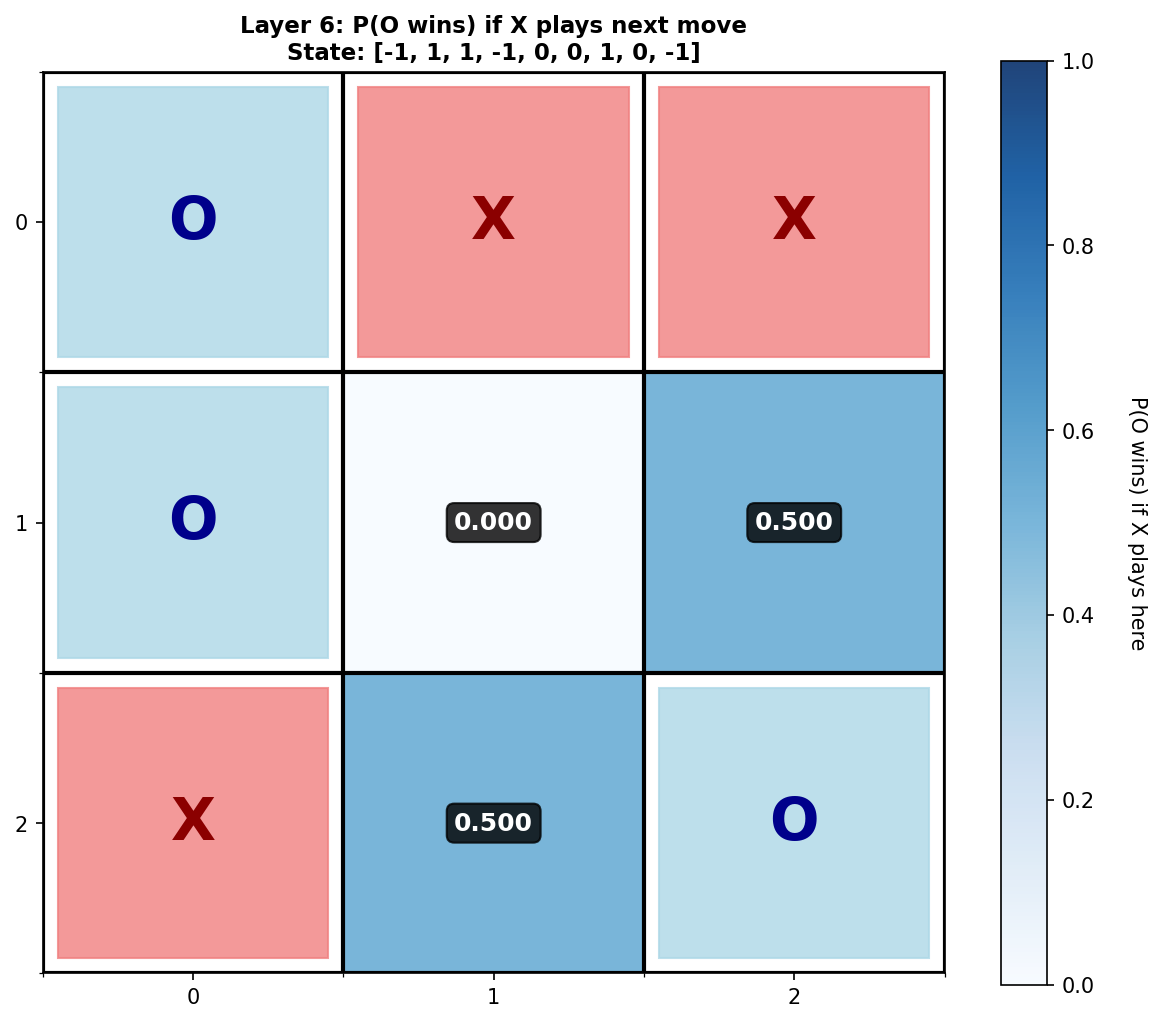 Layer 6: P(O wins) if X plays next move
State: [-1, 1, 1, -1, 0, 0, 1, 0, -1]
O X X
O 0.000 0.500
X 0.500 O
0
1
2
0 1 2
1.0
0.8
0.6
0.4
0.2
0.0
P(O wins) if X plays here